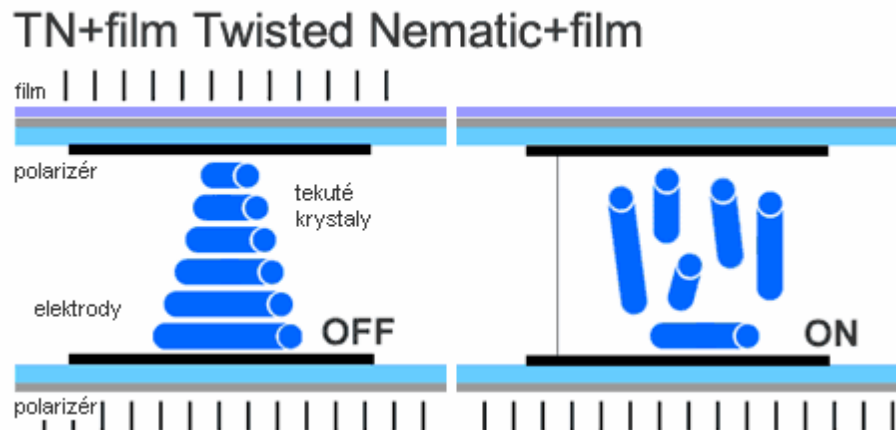 TN+film Twisted Nematic+film
film
polarizér
tekuté
krystaly
elektrody
OFF
ON
polarizér